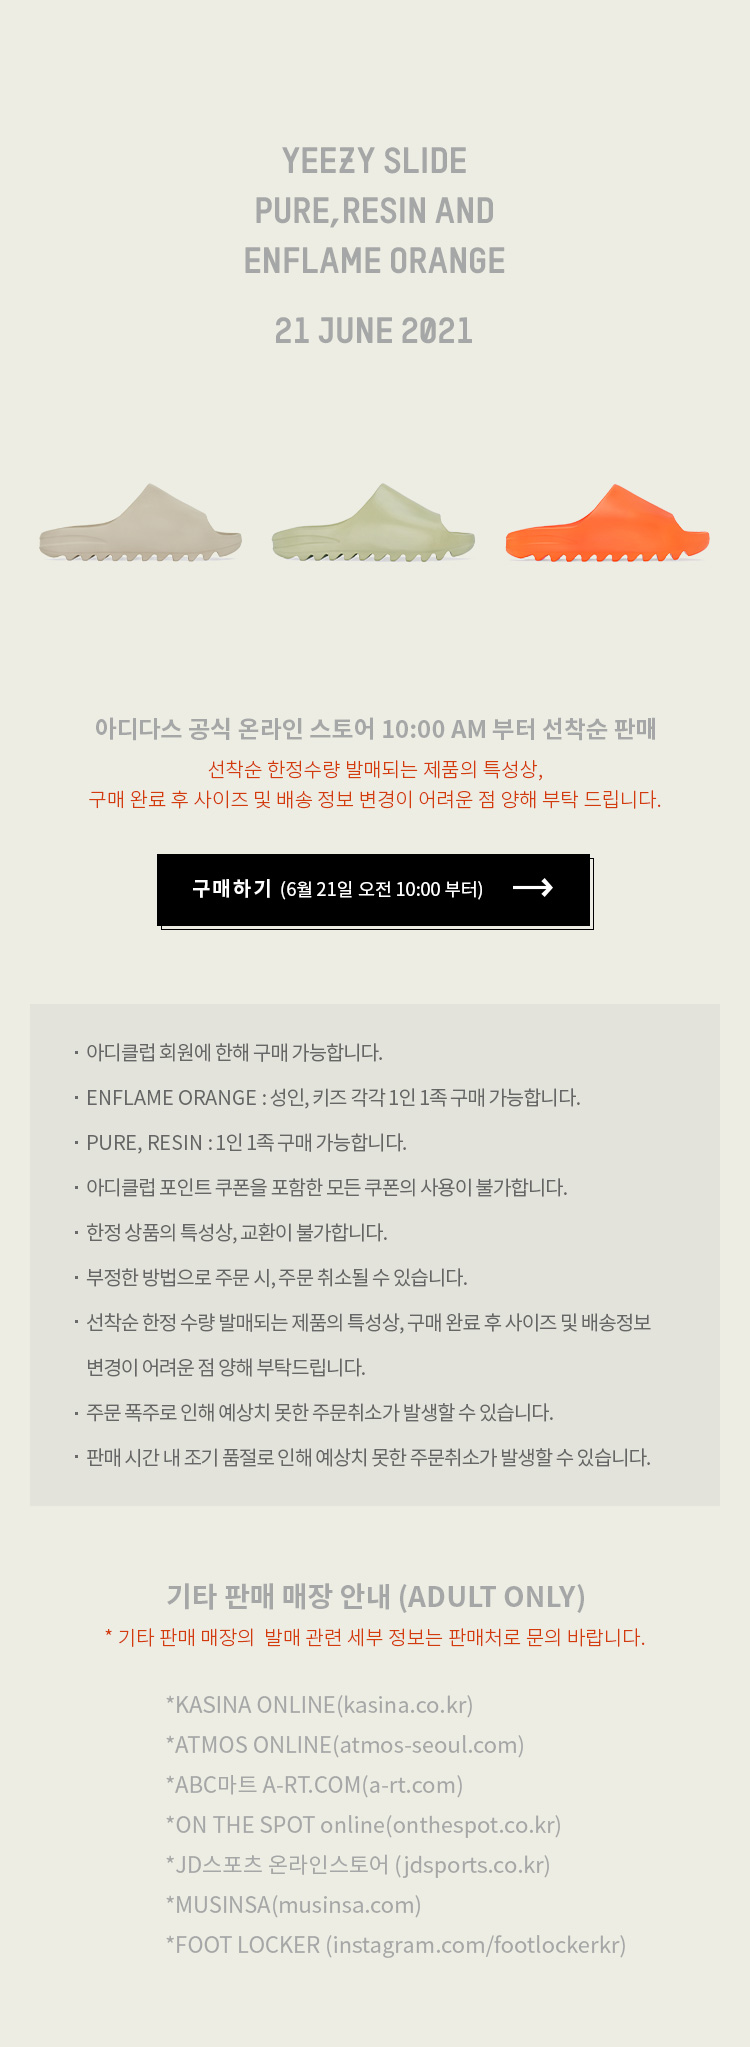 YEEZY SLIDE
PURE,RESIN AND
ENFLAME ORANGE
21 JUNE 2021
아디다스 공식 온라인 스토어 10:00 AM 부터 선착순 판매
선착순 한정수량 발매되는 제품의 특성상,
구매 완료 후 사이즈 및 배송 정보 변경이 어려운 점 양해 부탁 드립니다.
구매하기 (6월 21일 오전 10:00 부터) →
· 아디클럽 회원에 한해 구매 가능합니다.
· ENFLAME ORANGE : 성인, 키즈 각각 1인 1족 구매 가능합니다.
· PURE, RESIN : 1인 1족 구매 가능합니다.
· 아디클럽 포인트 쿠폰을 포함한 모든 쿠폰의 사용이 불가합니다.
· 한정 상품의 특성상, 교환이 불가합니다.
· 부정한 방법으로 주문 시, 주문 취소될 수 있습니다.
· 선착순 한정 수량 발매되는 제품의 특성상, 구매 완료 후 사이즈 및 배송정보
변경이 어려운 점 양해 부탁드립니다.
· 주문 폭주로 인해 예상치 못한 주문취소가 발생할 수 있습니다.
· 판매 시간 내 조기 품절로 인해 예상치 못한 주문취소가 발생할 수 있습니다.
기타 판매 매장 안내 (ADULT ONLY)
* 기타 판매 매장의 발매 관련 세부 정보는 판매처로 문의 바랍니다.
*KASINA ONLINE(kasina.co.kr)
*ATMOS ONLINE(atmos-seoul.com)
*ABC마트 A-RT.COM(a-rt.com)
*ON THE SPOT online(onthespot.co.kr)
*JD스포츠 온라인스토어 (jdsports.co.kr)
*MUSINSA(musinsa.com)
*FOOT LOCKER (instagram.com/footlockerkr)